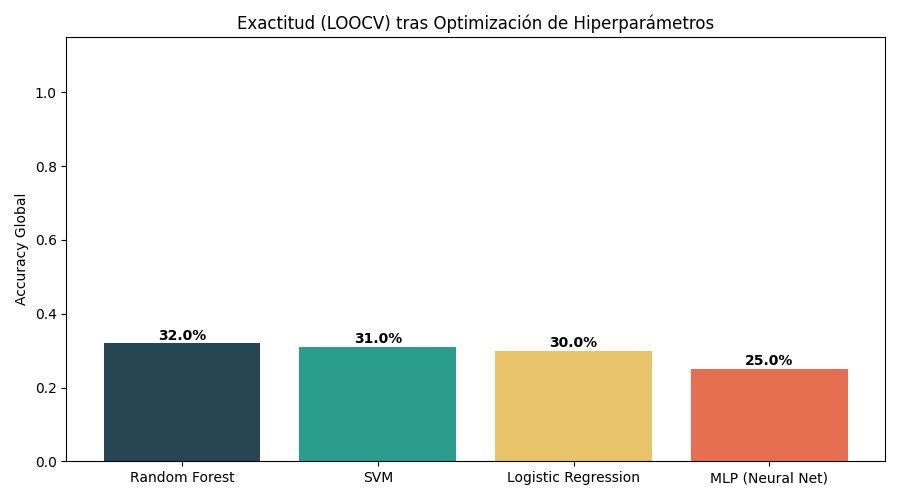 Exactitud (LOOCV) tras Optimización de Hiperparámetros
Accuracy Global
1.0
0.8
0.6
0.4
0.2
0.0
32.0%
31.0%
30.0%
25.0%
Random Forest
SVM
Logistic Regression
MLP (Neural Net)